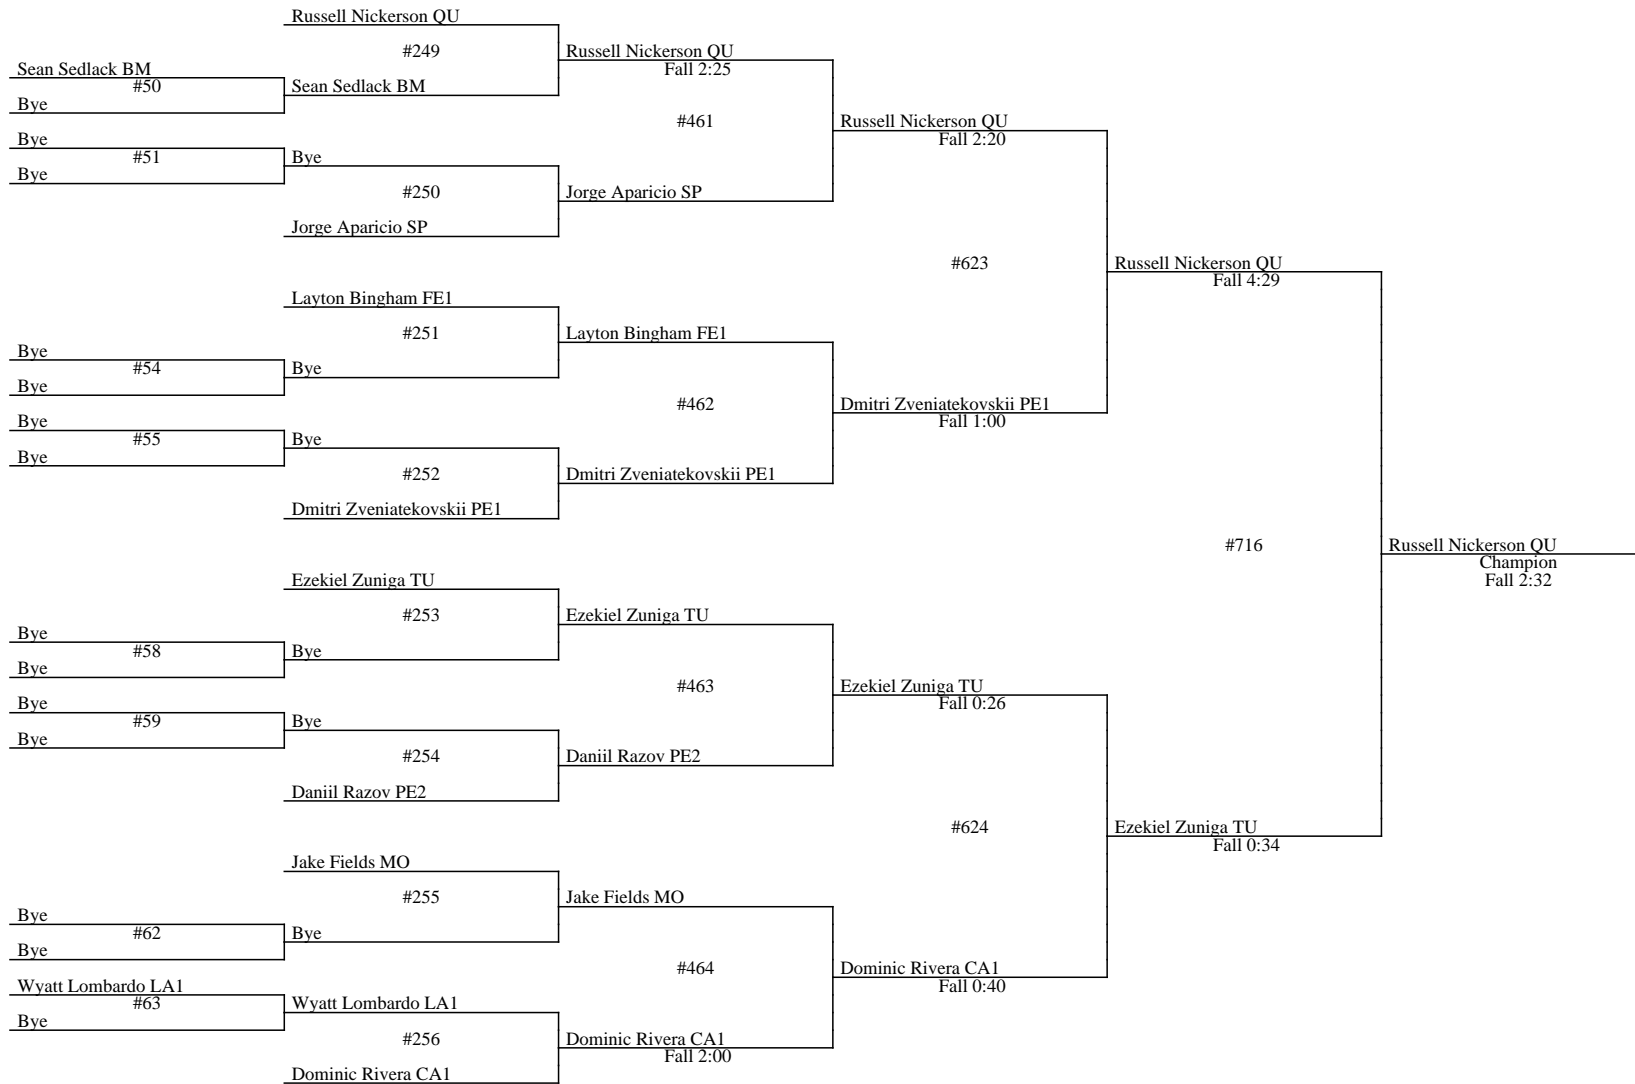 Russell Nickerson QU
#249
Russell Nickerson QU
Fall 2:25
Sean Sedlack BM
#50
Sean Sedlack BM
Bye
#461
Russell Nickerson QU
Fall 2:20
Bye
#51
Bye
Bye
#250
Jorge Aparicio SP
Jorge Aparicio SP
#623
Russell Nickerson QU
Fall 4:29
Layton Bingham FE1
#251
Layton Bingham FE1
Bye
#54
Bye
Bye
#462
Dmitri Zveniatekovskii PE1
Fall 1:00
Bye
#55
Bye
Bye
#252
Dmitri Zveniatekovskii PE1
Dmitri Zveniatekovskii PE1
#716
Russell Nickerson QU
Champion
Fall 2:32
Ezekiel Zuniga TU
#253
Ezekiel Zuniga TU
Bye
#58
Bye
Bye
#463
Ezekiel Zuniga TU
Fall 0:26
Bye
#59
Bye
Bye
#254
Daniil Razov PE2
Daniil Razov PE2
#624
Ezekiel Zuniga TU
Fall 0:34
Jake Fields MO
#255
Jake Fields MO
Bye
#62
Bye
Bye
#464
Dominic Rivera CA1
Fall 0:40
Wyatt Lombardo LA1
#63
Wyatt Lombardo LA1
Bye
#256
Dominic Rivera CA1
Fall 2:00
Dominic Rivera CA1